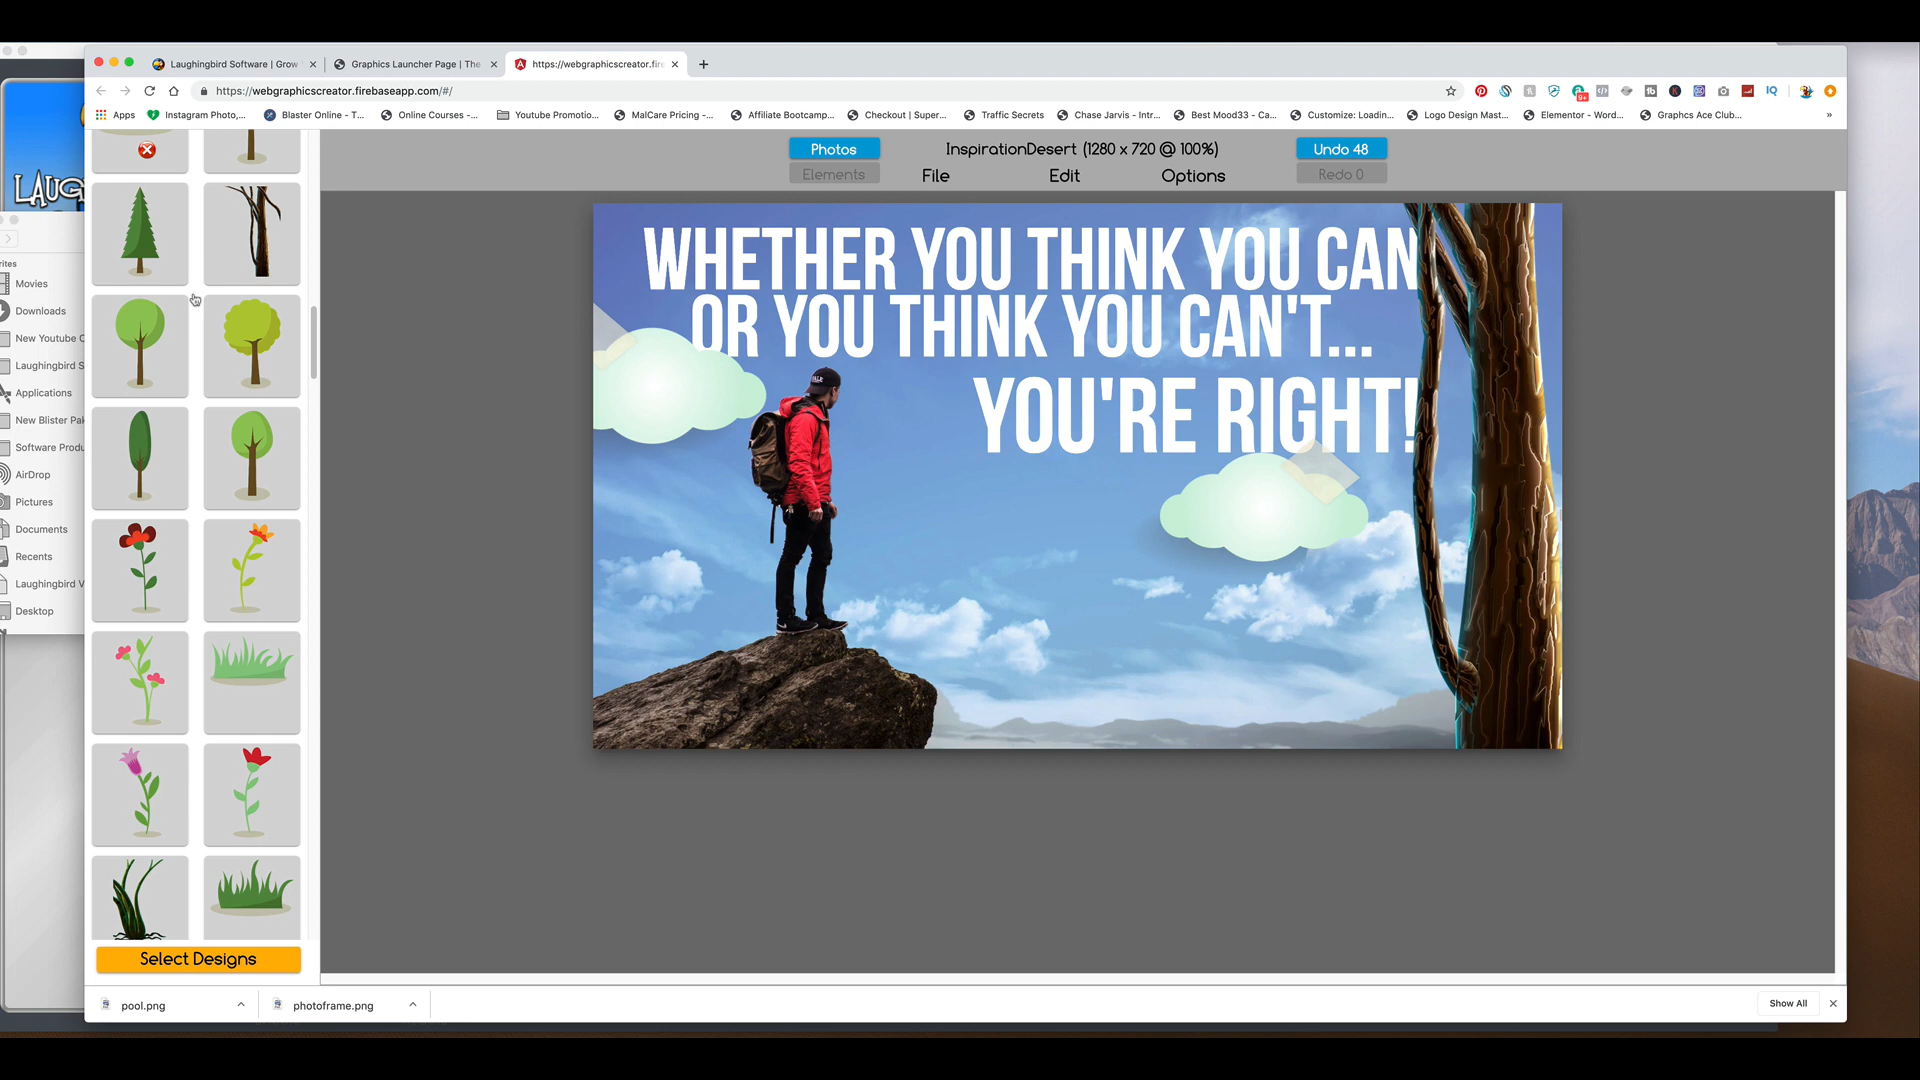 Laughingbird Software | Grow
Graphics Launcher Page | The
https://webgraphicscreator.fire
https://webgraphicscreator.firebaseapp.com/#/
Apps
Instagram Photo,...
Blaster Online - T...
Online Courses -...
Youtube Promotio...
MalCare Pricing -...
Affiliate Bootcamp...
Checkout | Super...
Traffic Secrets
Chase Jarvis - Intr...
Best Mood33 - Ca...
Customize: Loadin...
Logo Design Mast...
Elementor - Word...
Graphcs Ace Club...
»
Photos
InspirationDesert (1280 x 720 @ 100%)
Undo 48
Elements
File
Edit
Options
Redo 0
LAUG
rites
Movies
Downloads
New Youtube C
Laughingbird S
Applications
New Blister Pak
Software Produ
AirDrop
Pictures
Documents
Recents
Laughingbird V
Desktop
WHETHER YOU THINK YOU CAN
OR YOU THINK YOU CAN'T...
YOU'RE RIGHT!
Select Designs
pool.png
photoframe.png
Show All